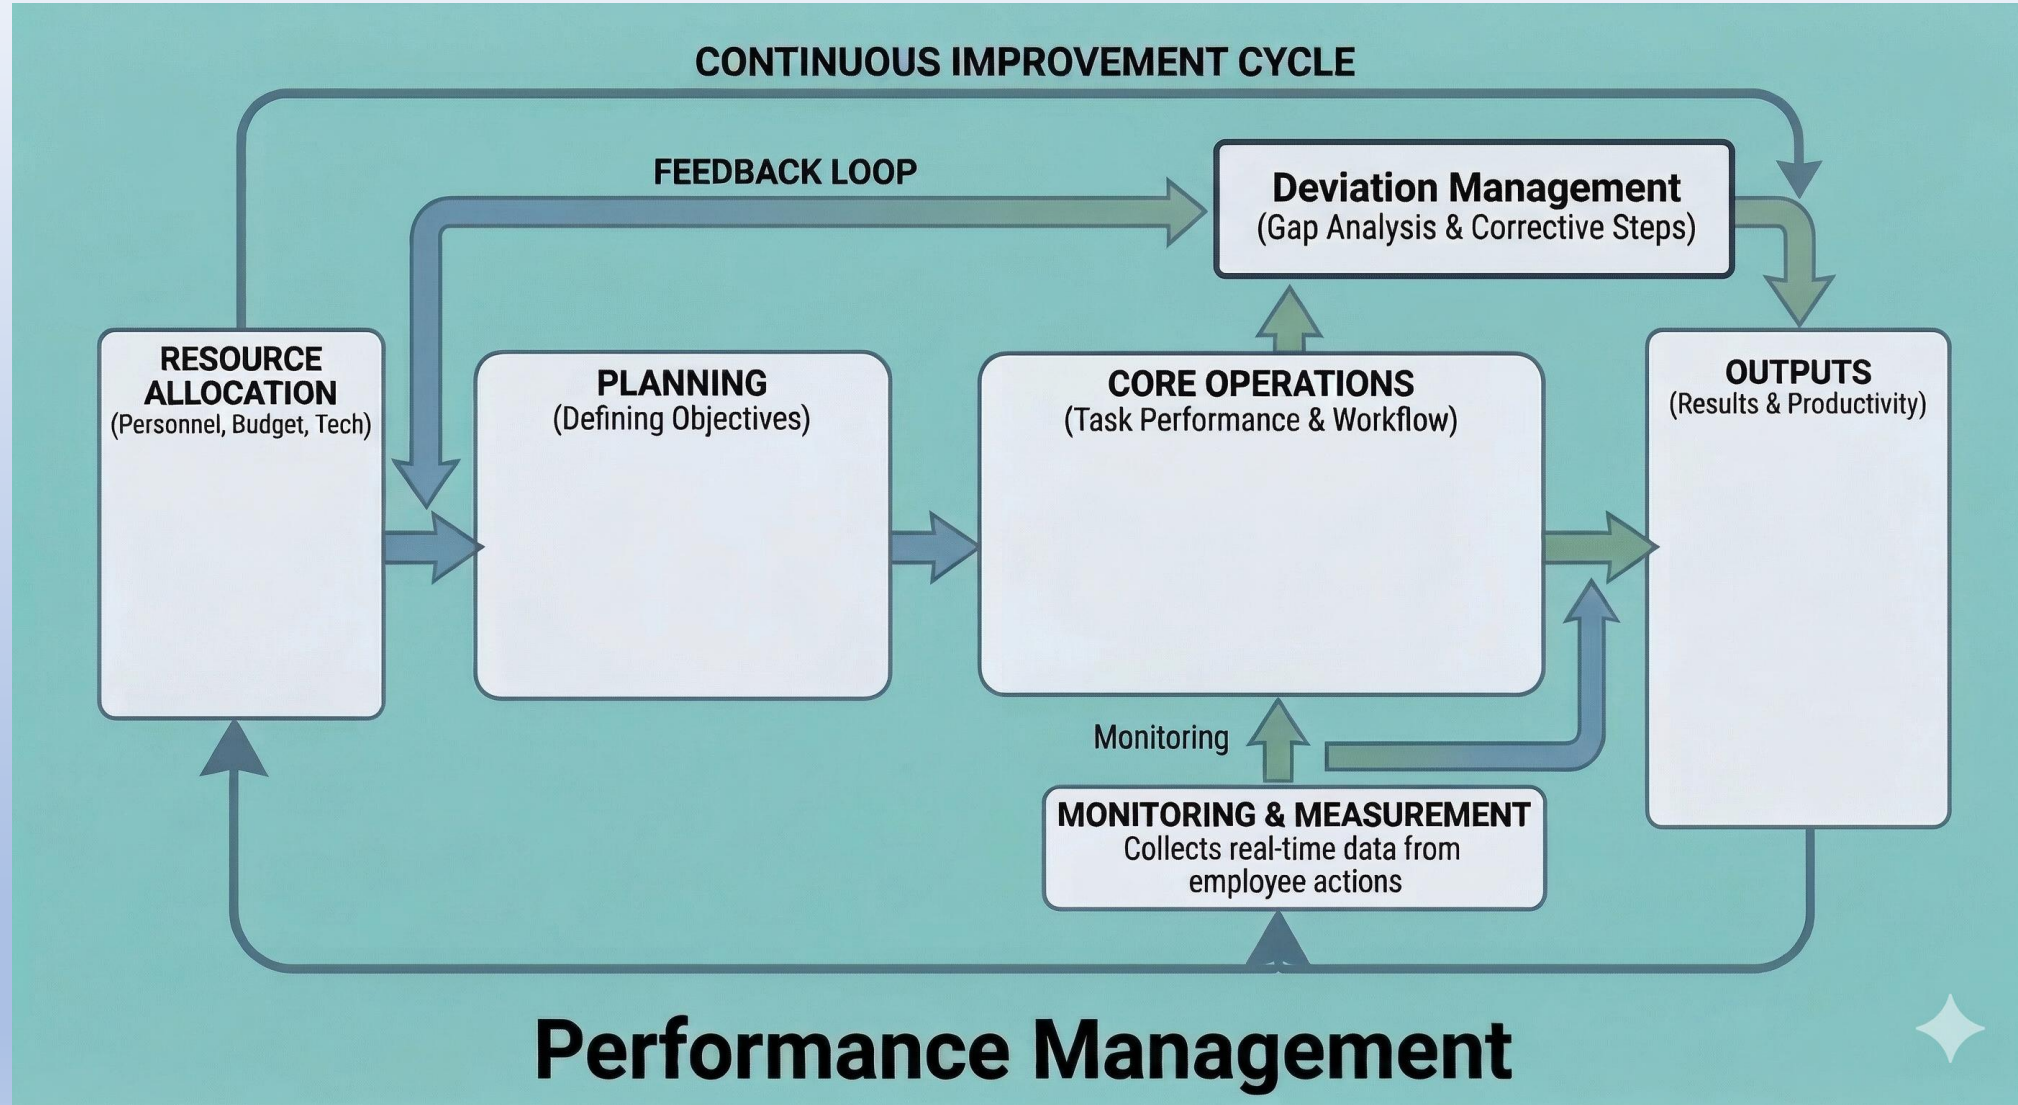 CONTINUOUS IMPROVEMENT CYCLE
FEEDBACK LOOP
Deviation Management
(Gap Analysis & Corrective Steps)
RESOURCE
ALLOCATION
(Personnel, Budget, Tech)
PLANNING
(Defining Objectives)
CORE OPERATIONS
(Task Performance & Workflow)
OUTPUTS
(Results & Productivity)
Monitoring
MONITORING & MEASUREMENT
Collects real-time data from
employee actions
Performance Management